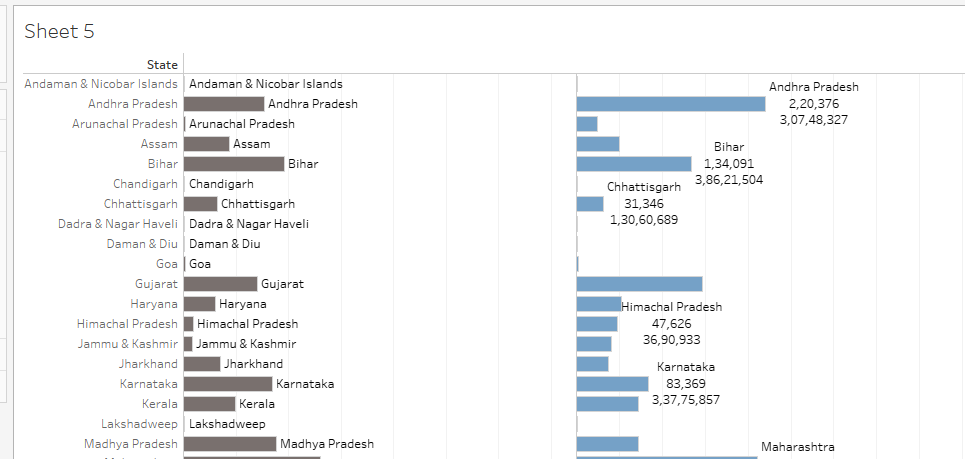 Sheet 5
State
Andaman & Nicobar Islands Andaman & Nicobar Islands
Andhra Pradesh Andhra Pradesh
Arunachal Pradesh Arunachal Pradesh
Assam Assam
Bihar Bihar
Chandigarh Chandigarh
Chhattisgarh Chhattisgarh
Dadra & Nagar Haveli Dadra & Nagar Haveli
Daman & Diu Daman & Diu
Goa Goa
Gujarat Gujarat
Haryana Haryana
Himachal Pradesh Himachal Pradesh
Jammu & Kashmir Jammu & Kashmir
Jharkhand Jharkhand
Karnataka Karnataka
Kerala Kerala
Lakshadweep Lakshadweep
Madhya Pradesh Madhya Pradesh
Andhra Pradesh
2,20,376
3,07,48,327
Bihar
1,34,091
3,86,21,504
Chhattisgarh
31,346
1,30,60,689
Himachal Pradesh
47,626
36,90,933
Karnataka
83,369
3,37,75,857
Maharashtra